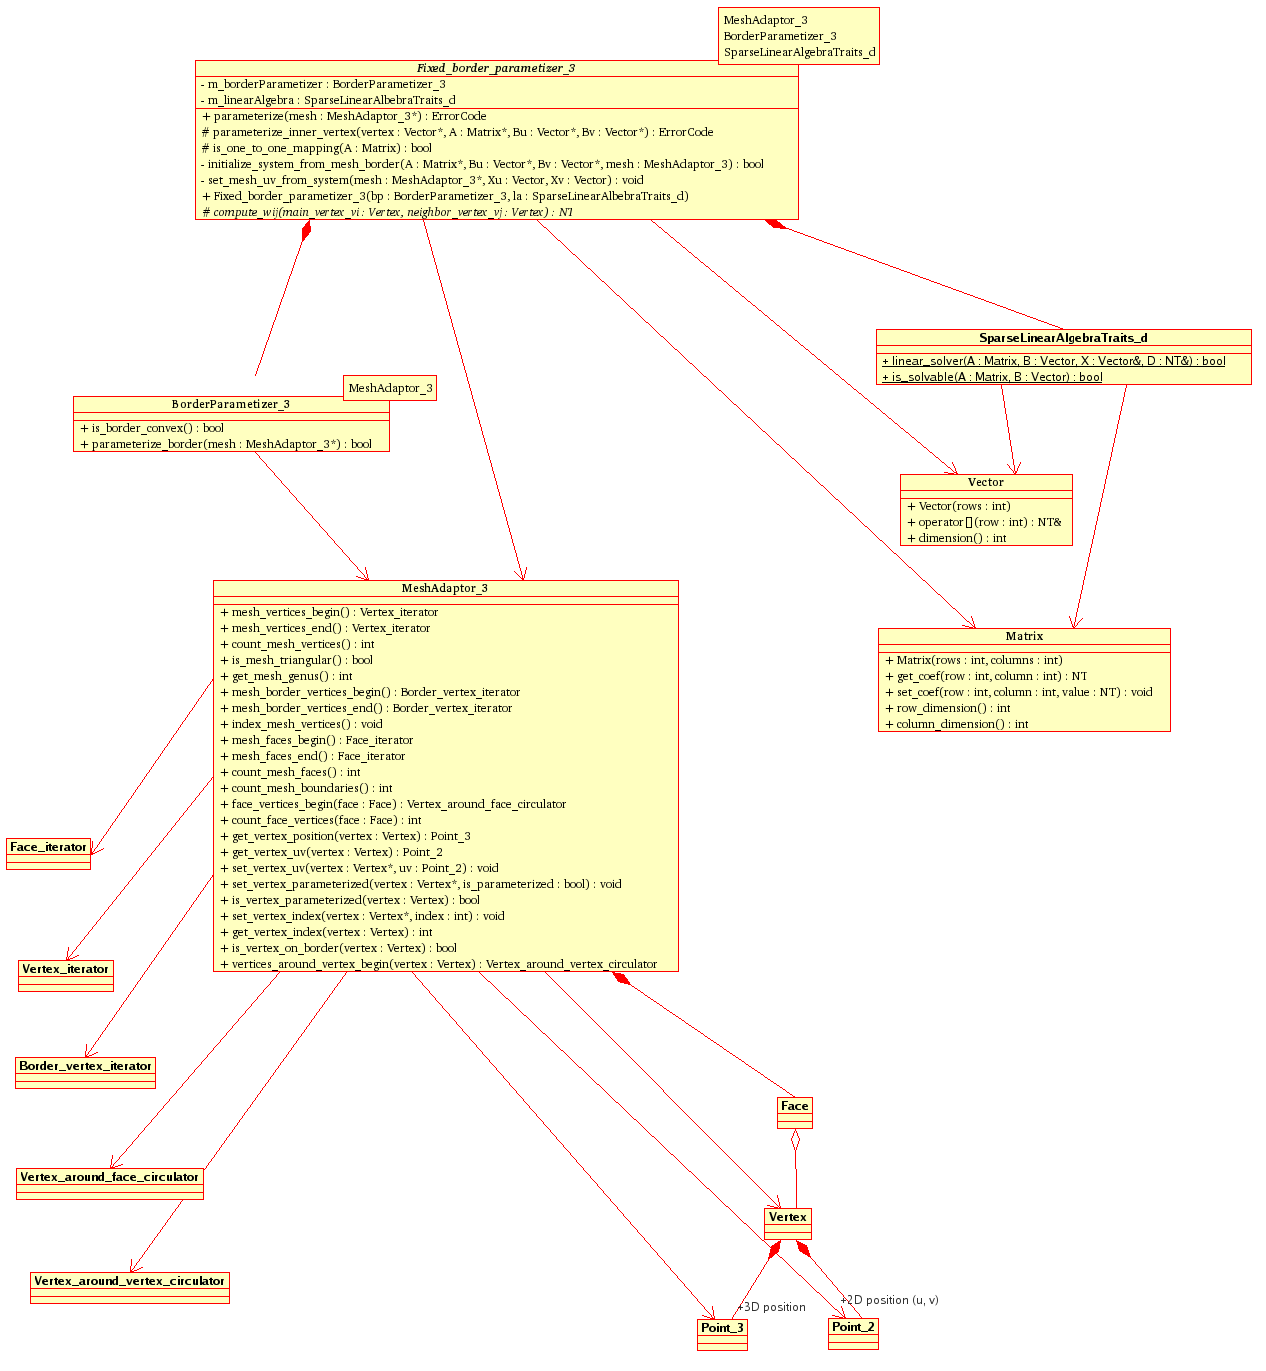 MeshAdaptor_3
BorderParametizer_3
SparseLinearAlgebraTraits_d
Fixed_border_parametizer_3
- m_borderParametizer : BorderParametizer_3
- m_linearAlgebra : SparseLinearAlbebraTraits_d
+ parameterize(mesh : MeshAdaptor_3*) : ErrorCode
# parameterize_inner_vertex(vertex : Vector*, A : Matrix*, Bu : Vector*, Bv : Vector*) : ErrorCode
# is_one_to_one_mapping(A : Matrix) : bool
- initialize_system_from_mesh_border(A : Matrix*, Bu : Vector*, Bv : Vector*, mesh : MeshAdaptor_3) : bool
- set_mesh_uv_from_system(mesh : MeshAdaptor_3*, Xu : Vector, Xv : Vector) : void
+ Fixed_border_parametizer_3(bp : BorderParametizer_3, la : SparseLinearAlbebraTraits_d)
# compute_wij(main_vertex_vi : Vertex, neighbor_vertex_vj : Vertex) : NT
SparseLinearAlgebraTraits_d
+ linear_solver(A : Matrix, B : Vector, X : Vector&, D : NT&) : bool
+ is_solvable(A : Matrix, B : Vector) : bool
MeshAdaptor_3
BorderParametizer_3
+ is_border_convex() : bool
+ parameterize_border(mesh : MeshAdaptor_3*) : bool
Vector
+ Vector(rows : int)
+ operator[](row : int) : NT&
+ dimension() : int
MeshAdaptor_3
+ mesh_vertices_begin() : Vertex_iterator
+ mesh_vertices_end() : Vertex_iterator
+ count_mesh_vertices() : int
+ is_mesh_triangular() : bool
+ get_mesh_genus() : int
+ mesh_border_vertices_begin() : Border_vertex_iterator
+ mesh_border_vertices_end() : Border_vertex_iterator
+ index_mesh_vertices() : void
+ mesh_faces_begin() : Face_iterator
+ mesh_faces_end() : Face_iterator
+ count_mesh_faces() : int
+ count_mesh_boundaries() : int
+ face_vertices_begin(face : Face) : Vertex_around_face_circulator
+ count_face_vertices(face : Face) : int
+ get_vertex_position(vertex : Vertex) : Point_3
+ get_vertex_uv(vertex : Vertex) : Point_2
+ set_vertex_uv(vertex : Vertex*, uv : Point_2) : void
+ set_vertex_parameterized(vertex : Vertex*, is_parameterized : bool) : void
+ is_vertex_parameterized(vertex : Vertex) : bool
+ set_vertex_index(vertex : Vertex*, index : int) : void
+ get_vertex_index(vertex : Vertex) : int
+ is_vertex_on_border(vertex : Vertex) : bool
+ vertices_around_vertex_begin(vertex : Vertex) : Vertex_around_vertex_circulator
Matrix
+ Matrix(rows : int, columns : int)
+ get_coef(row : int, column : int) : NT
+ set_coef(row : int, column : int, value : NT) : void
+ row_dimension() : int
+ column_dimension() : int
Face_iterator
Vertex_iterator
Border_vertex_iterator
Face
Vertex_around_face_circulator
Vertex
Vertex_around_vertex_circulator
+3D position
+2D position (u, v)
Point_3
Point_2